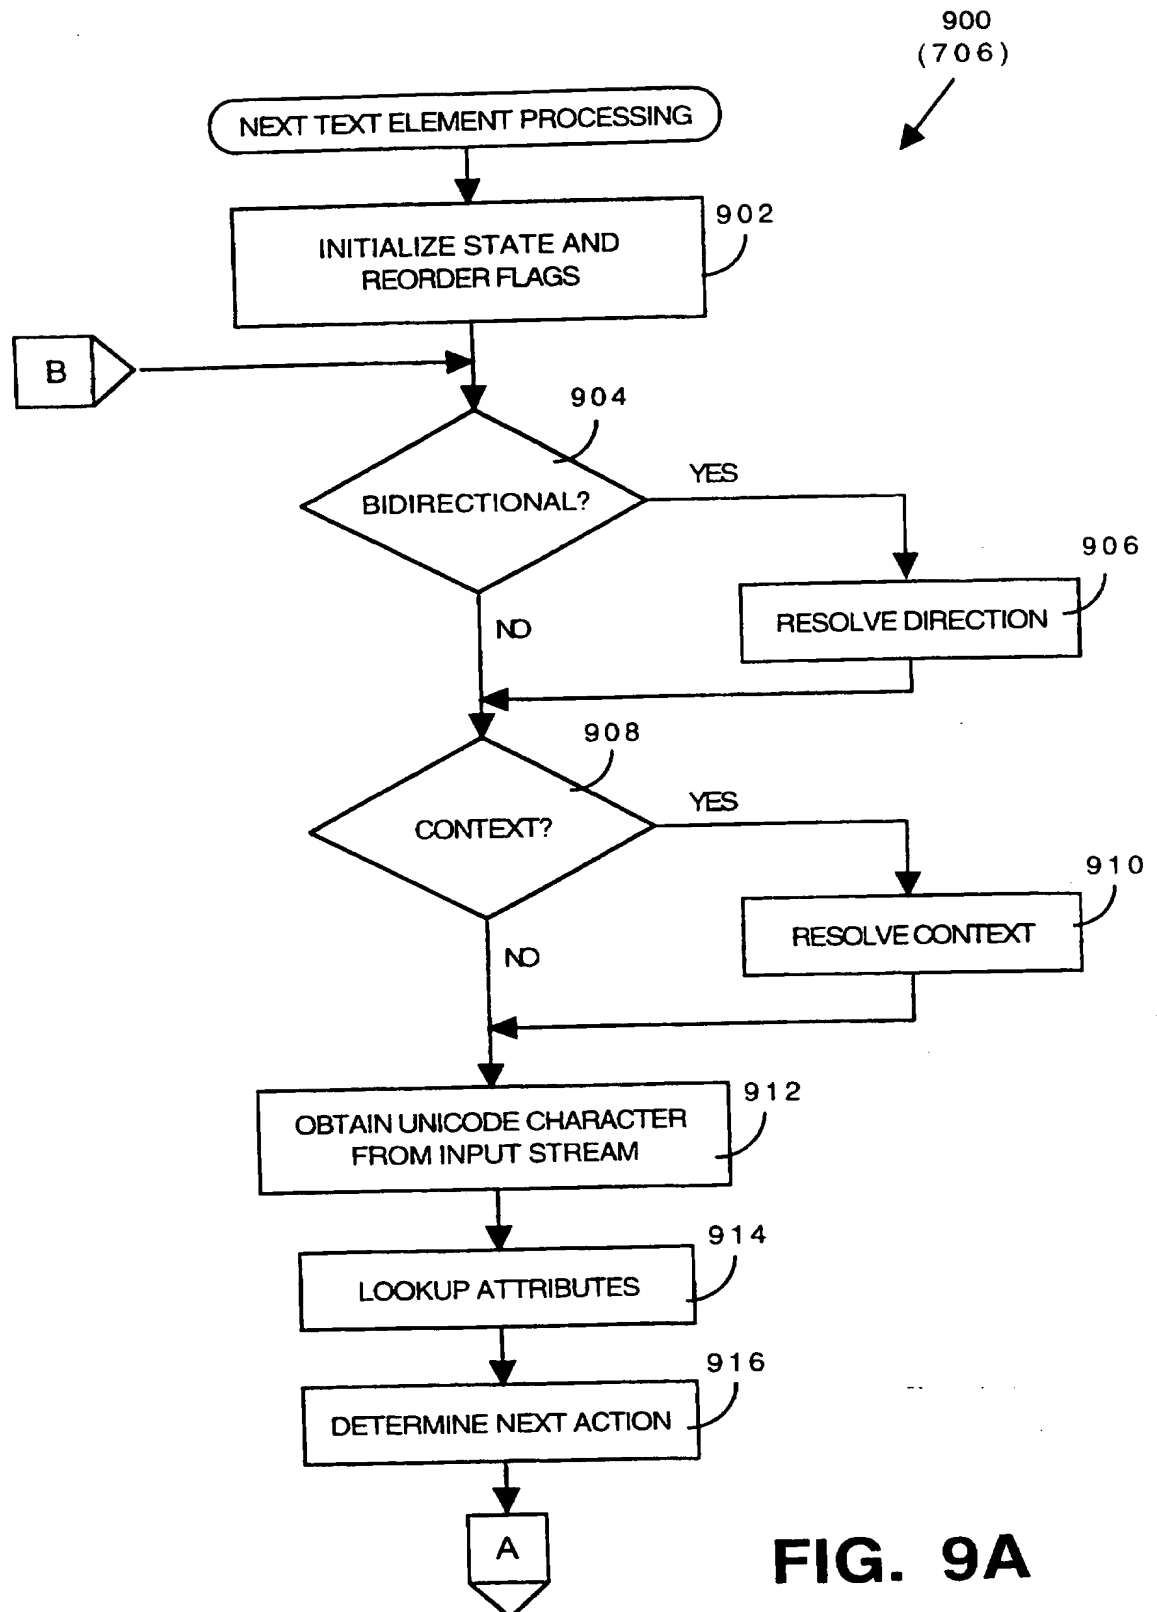 900
(706)
NEXT TEXT ELEMENT PROCESSING
902
INITIALIZE STATE AND
REORDER FLAGS
B
904
BIDIRECTIONAL?
YES
906
RESOLVE DIRECTION
NO
908
CONTEXT?
YES
910
RESOLVE CONTEXT
NO
912
OBTAIN UNICODE CHARACTER
FROM INPUT STREAM
914
LOOKUP ATTRIBUTES
916
DETERMINE NEXT ACTION
A
FIG. 9A